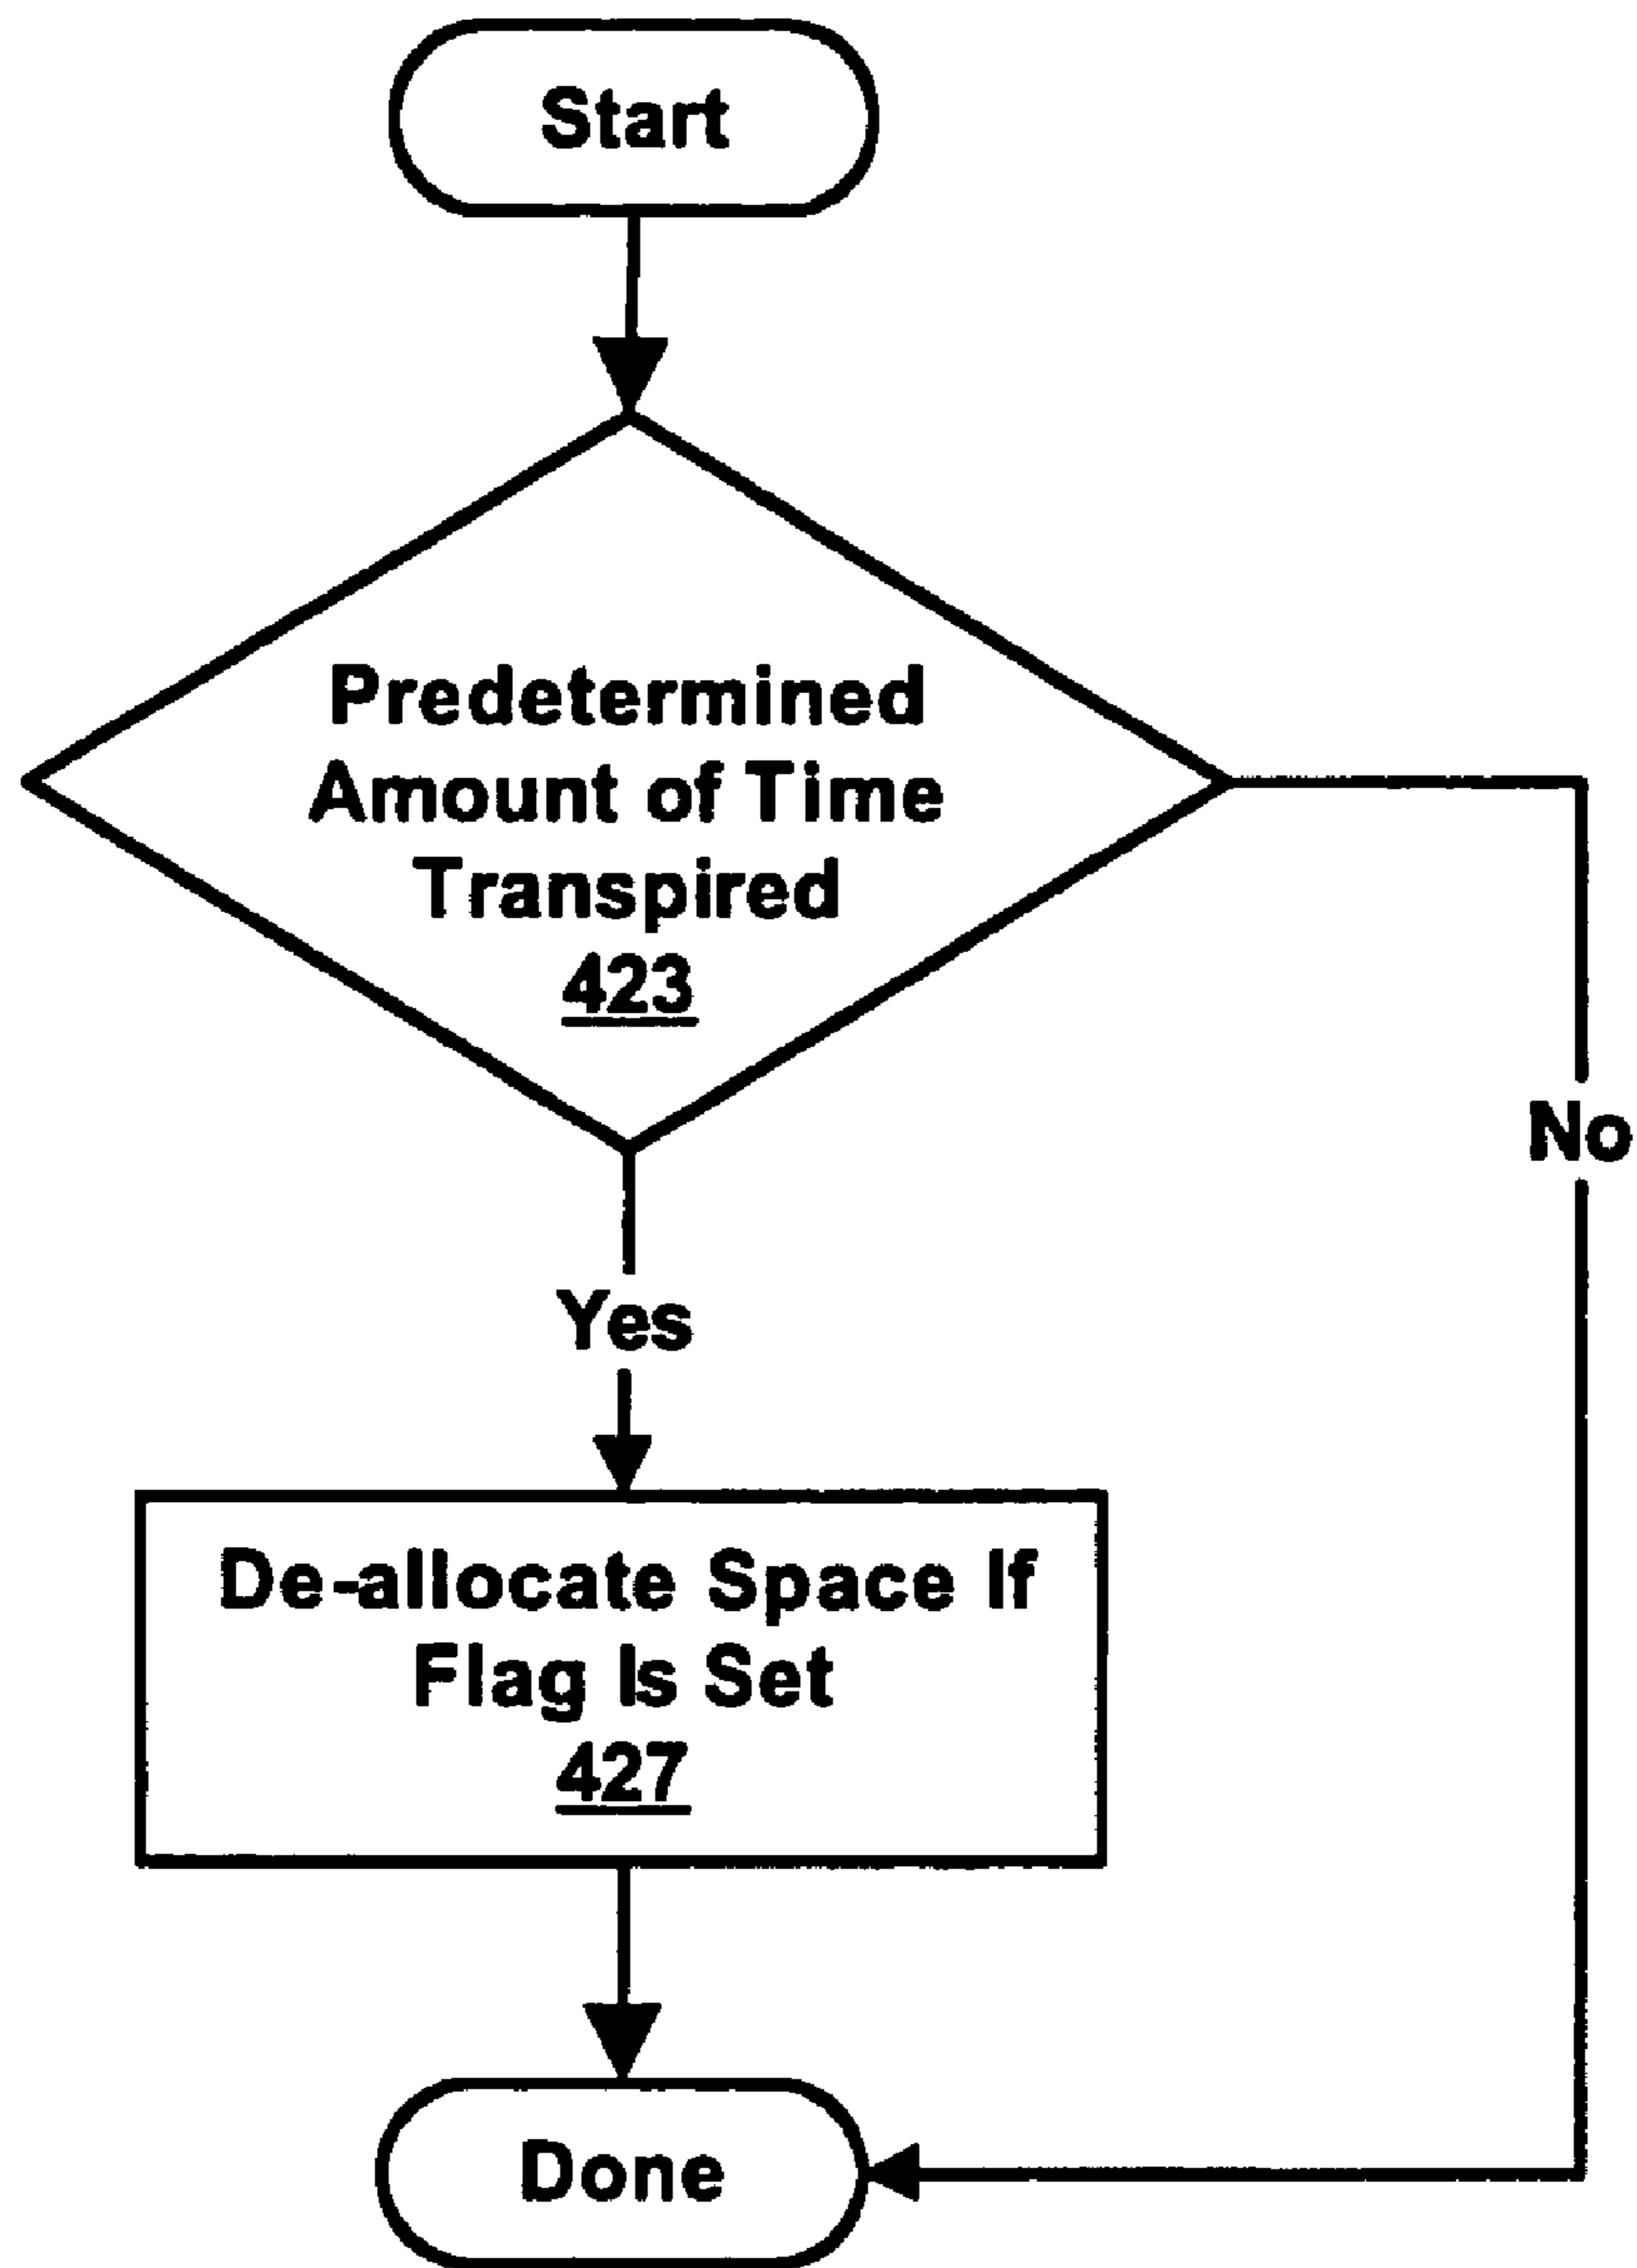 Start
Predetermined
Amount of Time
Transpired
423
No
Yes
De-allocate Space If
Flag Is Set
427
Done